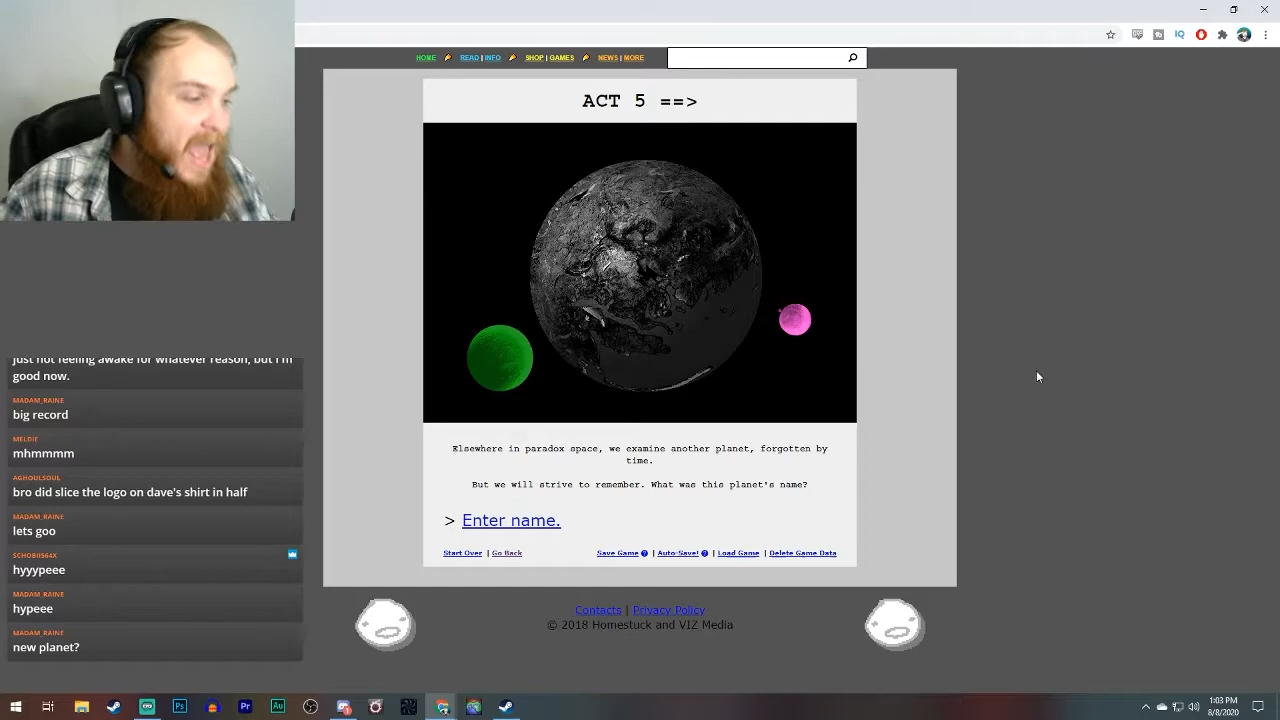 HOME READ | INFO SHOP | GAMES NEWS | MORE
IQ
ACT 5 ==>
Elsewhere in paradox space, we examine another planet, forgotten by
time.
But we will strive to remember. What was this planet's name?
> Enter name.
Start Over | Go Back Save Game ? | Auto-Save! ? | Load Game | Delete Game Data
Contacts | Privacy Policy
© 2018 Homestuck and VIZ Media
just not feeling awake for whatever reason, but i'm
good now.
MADAM_RAINE
big record
MELDIE
mhmmmm
AGHOULSOUL
bro did slice the logo on dave's shirt in half
MADAM_RAINE
lets goo
SCHOBII564X
hyyypeee
MADAM_RAINE
hypeee
MADAM_RAINE
new planet?
Ps Pr Au
1:03 PM
8/8/2020